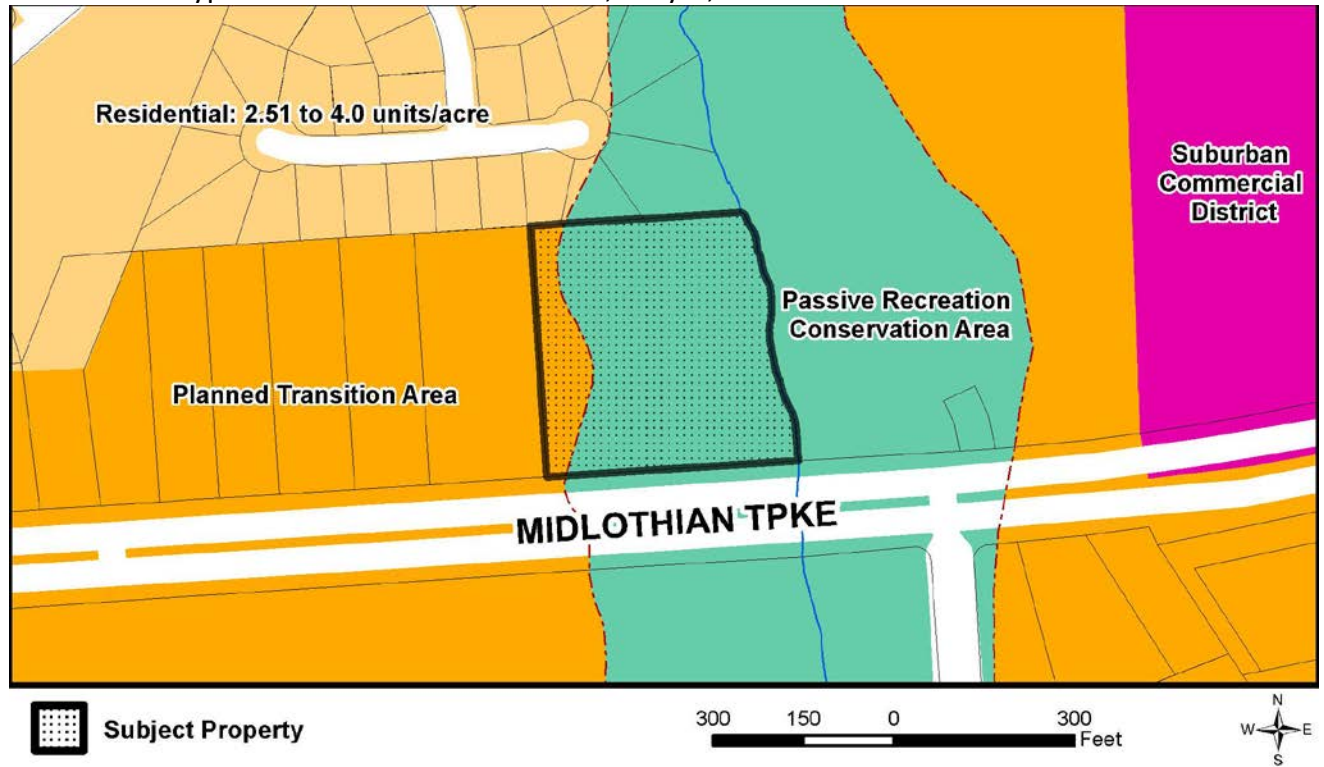 Residential: 2.51 to 4.0 units/acre
Suburban
Commercial
District
Passive Recreation
Conservation Area
Planned Transition Area
MIDLOTHIAN TPKE
Subject Property
300 150 0 300
Feet
N
W E
S